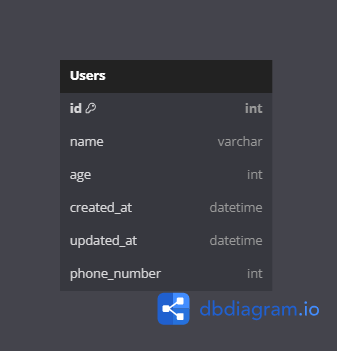 Users
id int
name varchar
age int
created_at datetime
updated_at datetime
phone_number int
dbdiagram.io